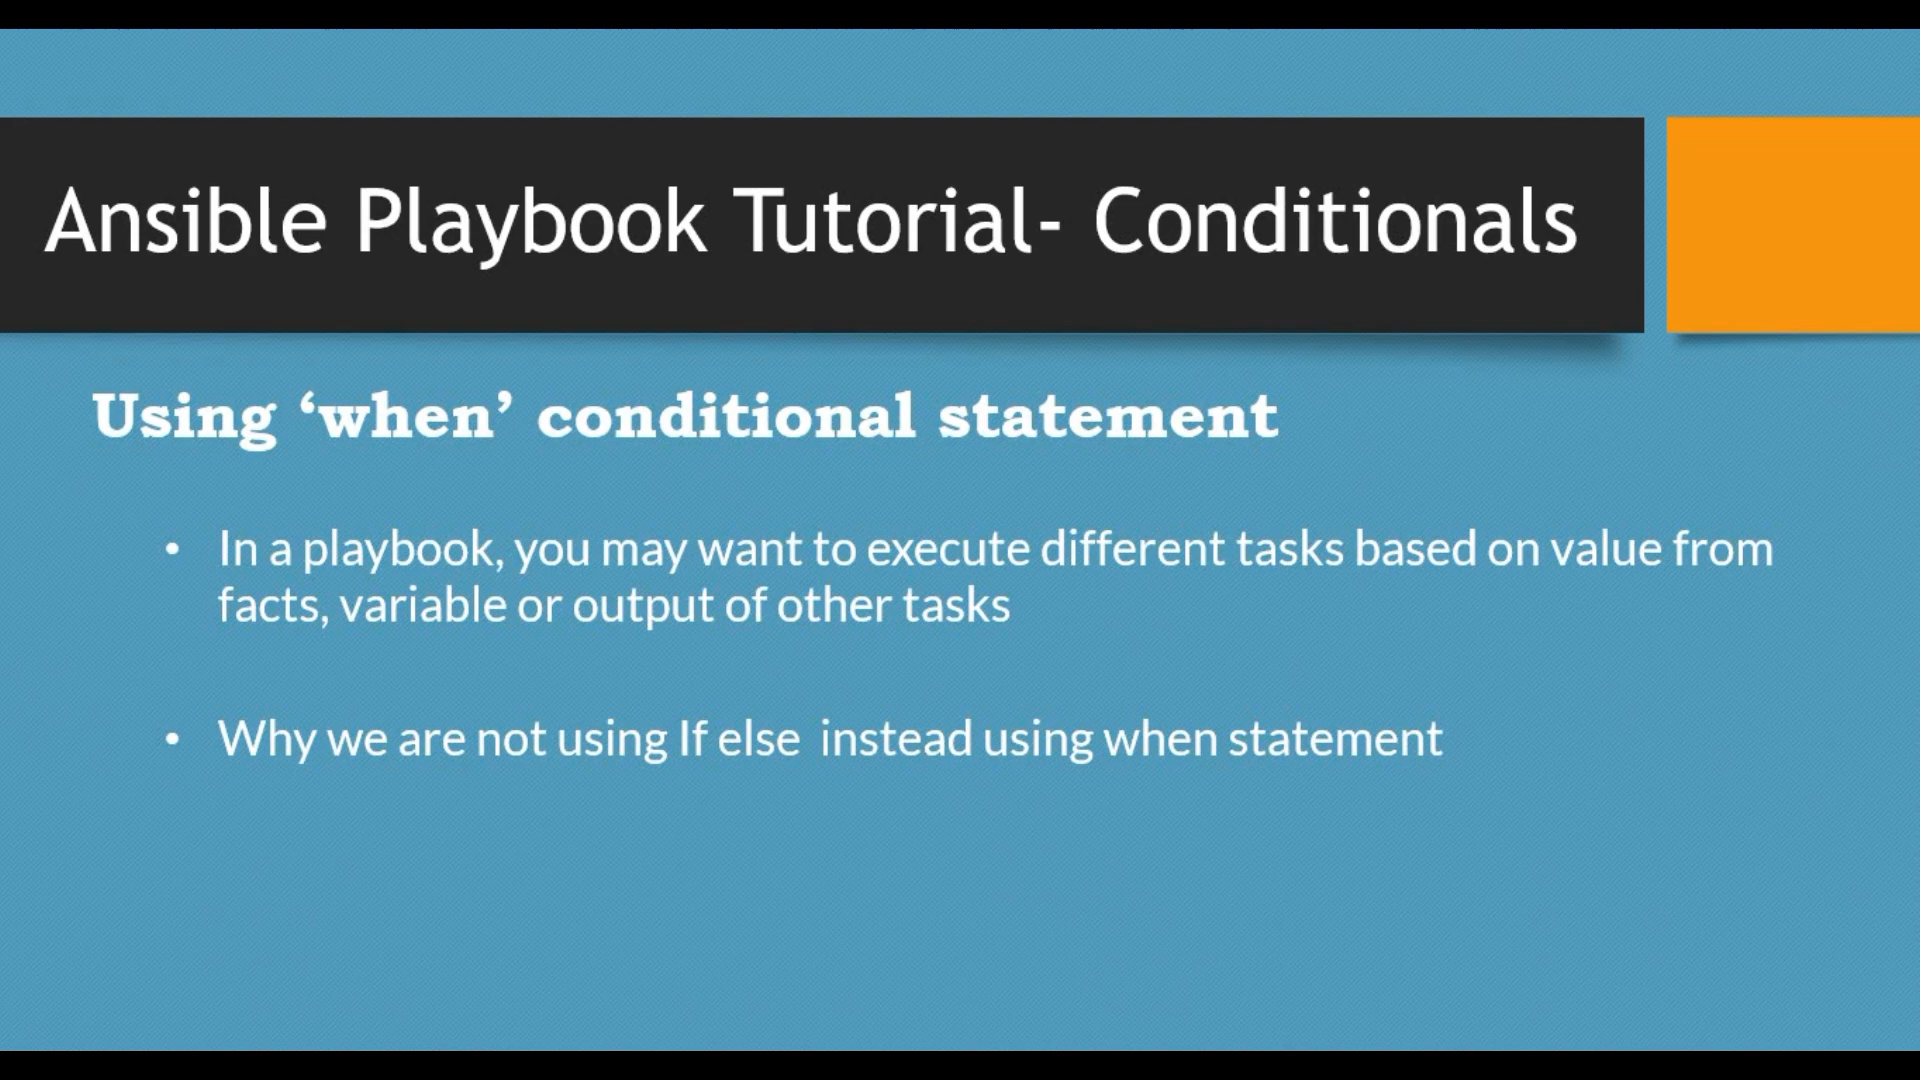 Ansible Playbook Tutorial- Conditionals
Using ‘when’ conditional statement
• In a playbook, you may want to execute different tasks based on value from
facts, variable or output of other tasks
• Why we are not using If else  instead using when statement